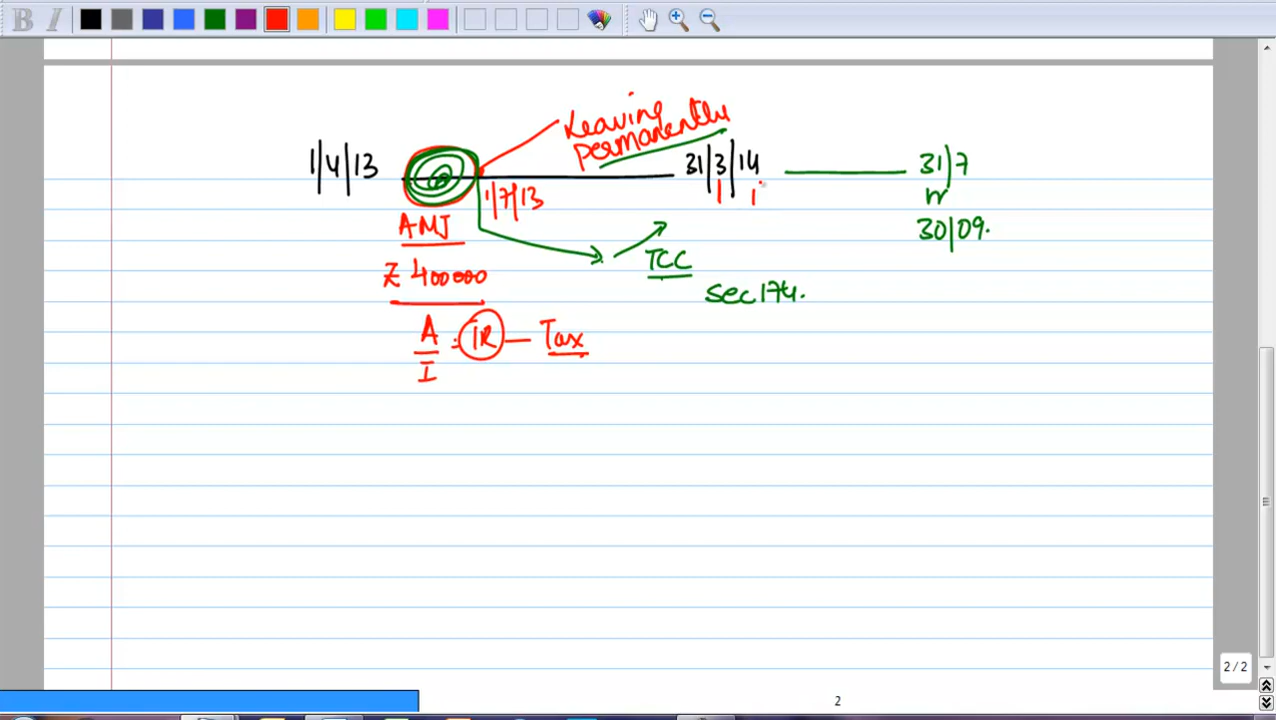 B I
Leaving
permanently
1/4/13 31/3/14 31/7
1/7/13
AMJ 30/09.
₹ 400000 TCC
Sec 174.
A IR — Tax
I
2/2
2